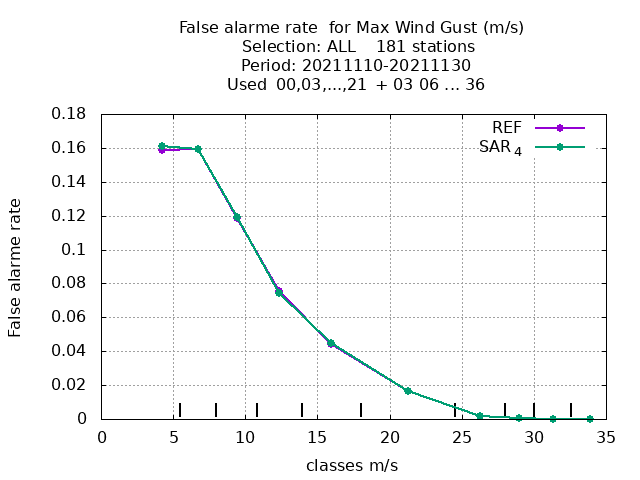 False alarme rate  for Max Wind Gust (m/s)
Selection: ALL    181 stations
Period: 20211110-20211130
Used  00,03,...,21  + 03 06 ... 36
REF
SAR 4
False alarme rate
0.18
0.16
0.14
0.12
0.1
0.08
0.06
0.04
0.02
0
0 5 10 15 20 25 30 35
classes m/s